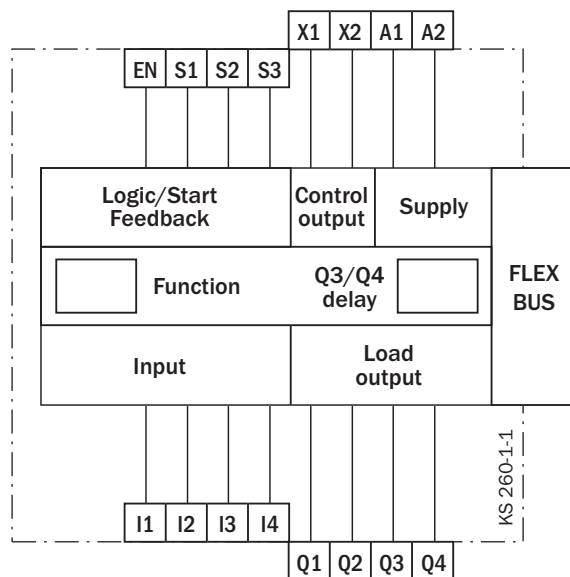 X1 X2 A1 A2
EN S1 S2 S3
Logic/Start
Feedback
Control
output
Supply
Function
Q3/Q4
delay
FLEX
BUS
Input
Load
output
KS 260-1-1
I1 I2 I3 I4
Q1 Q2 Q3 Q4